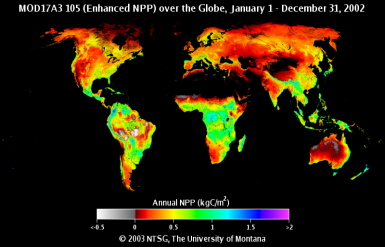 MOD17A3 105 (Enhanced NPP) over the Globe, January 1 - December 31, 2002
Annual NPP (kgC/m²)
<-0.5 0 0.5 1 1.5 >2
© 2003 NTSG, The University of Montana